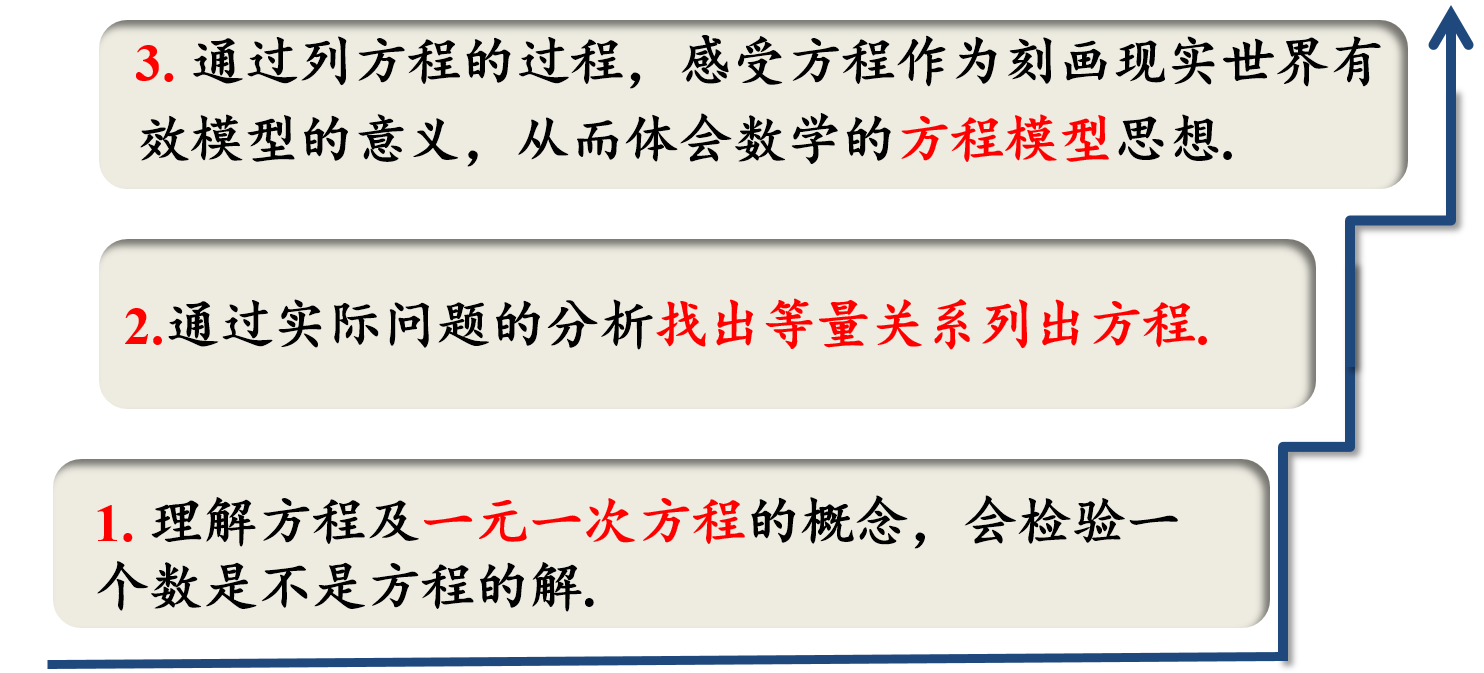 3. 通过列方程的过程，感受方程作为刻画现实世界有
效模型的意义，从而体会数学的方程模型思想.
2.通过实际问题的分析找出等量关系列出方程.
1. 理解方程及一元一次方程的概念，会检验一
个数是不是方程的解.